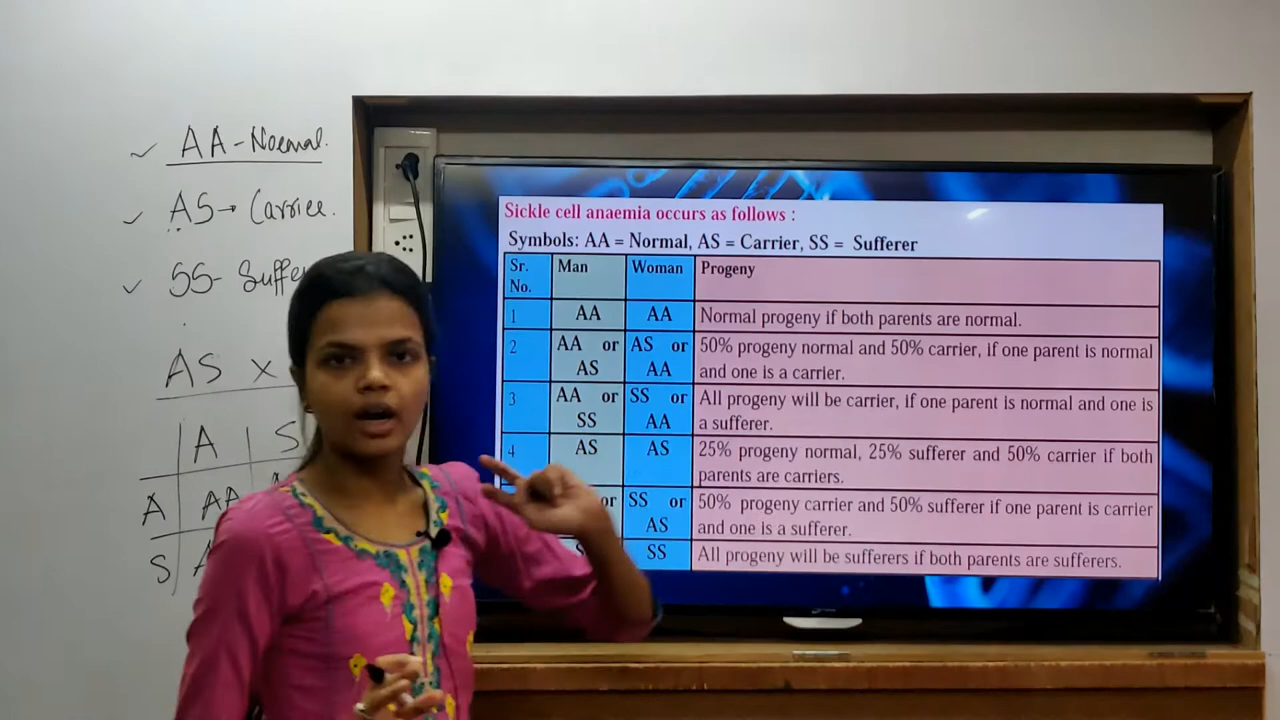 AA - Normal.
AS → Carrier.
SS -
AS ×
A S
A AA
S
Sickle cell anaemia occurs as follows :
Symbols: AA = Normal, AS = Carrier, SS = Sufferer
Sr. No. Man Woman Progeny
1 AA AA Normal progeny if both parents are normal.
2 AA or AS or 50% progeny normal and 50% carrier, if one parent is normal
AS AA and one is a carrier.
3 AA or SS or All progeny will be carrier, if one parent is normal and one is
SS AA a sufferer.
4 AS AS 25% progeny normal, 25% sufferer and 50% carrier if both
parents are carriers.
or SS or 50% progeny carrier and 50% sufferer if one parent is carrier
AS and one is a sufferer.
SS All progeny will be sufferers if both parents are sufferers.